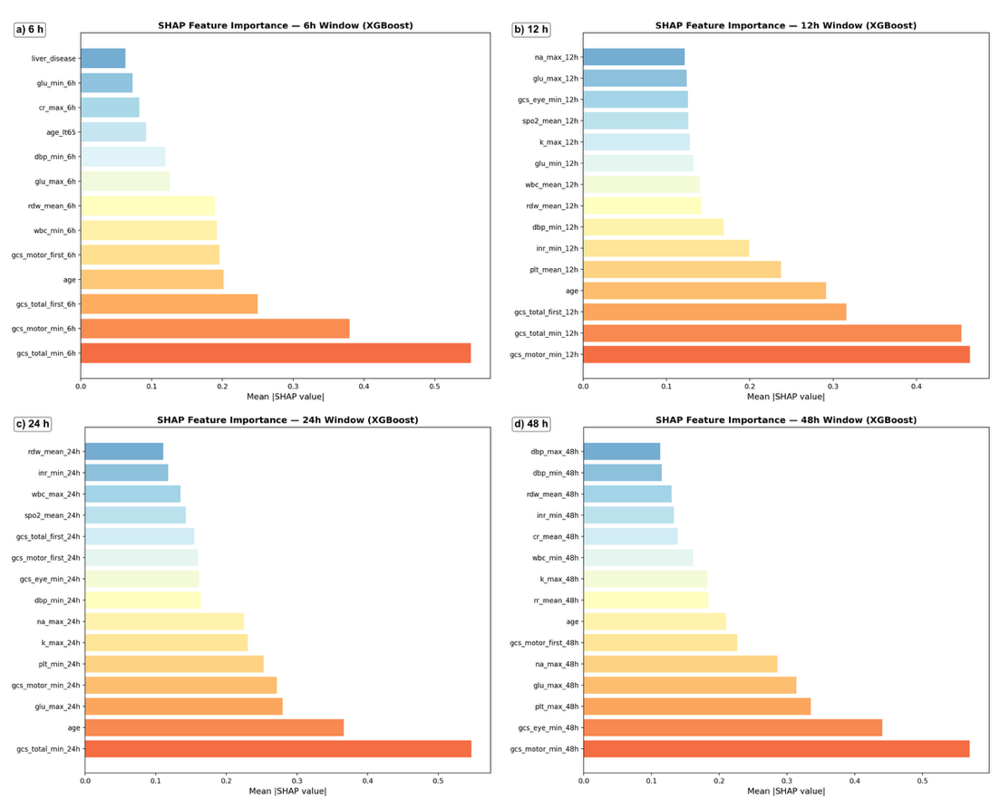 a) 6 h
SHAP Feature Importance — 6h Window (XGBoost)
liver_disease
glu_min_6h
cr_max_6h
age_lt65
dbp_min_6h
glu_max_6h
rdw_mean_6h
wbc_min_6h
gcs_motor_first_6h
age
gcs_total_first_6h
gcs_motor_min_6h
gcs_total_min_6h
0.0 0.1 0.2 0.3 0.4 0.5
Mean |SHAP value|
b) 12 h
SHAP Feature Importance — 12h Window (XGBoost)
na_max_12h
glu_max_12h
gcs_eye_min_12h
spo2_mean_12h
k_max_12h
glu_min_12h
wbc_mean_12h
rdw_mean_12h
dbp_min_12h
inr_min_12h
plt_mean_12h
age
gcs_total_first_12h
gcs_total_min_12h
gcs_motor_min_12h
0.0 0.1 0.2 0.3 0.4
Mean |SHAP value|
c) 24 h
SHAP Feature Importance — 24h Window (XGBoost)
rdw_mean_24h
inr_min_24h
wbc_max_24h
spo2_mean_24h
gcs_total_first_24h
gcs_motor_first_24h
gcs_eye_min_24h
dbp_min_24h
na_max_24h
k_max_24h
plt_min_24h
gcs_motor_min_24h
glu_max_24h
age
gcs_total_min_24h
0.0 0.1 0.2 0.3 0.4 0.5
Mean |SHAP value|
d) 48 h
SHAP Feature Importance — 48h Window (XGBoost)
dbp_max_48h
dbp_min_48h
rdw_mean_48h
inr_min_48h
cr_mean_48h
wbc_min_48h
k_max_48h
rr_mean_48h
age
gcs_motor_first_48h
na_max_48h
glu_max_48h
plt_max_48h
gcs_eye_min_48h
gcs_motor_min_48h
0.0 0.1 0.2 0.3 0.4 0.5
Mean |SHAP value|